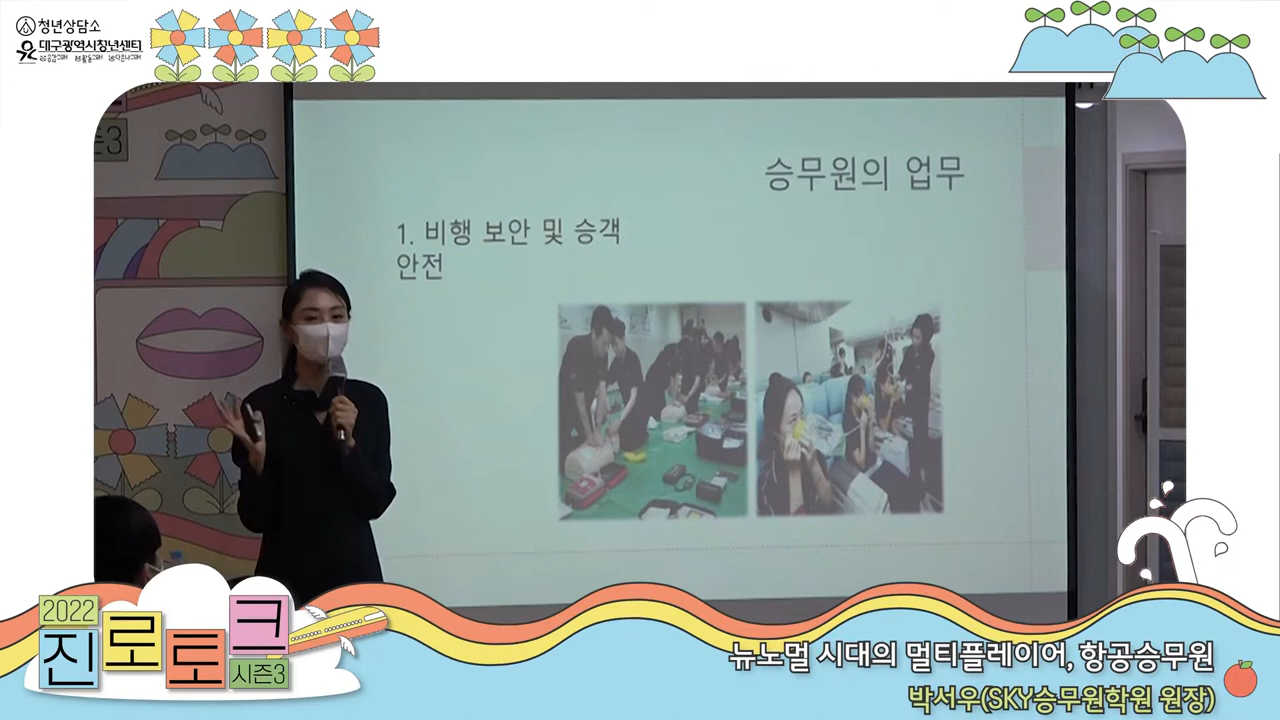 청년상담소
대구광역시청년센터
즌3
승무원의 업무
1. 비행 보안 및 승객
안전
2022
진로토크
시즌3
뉴노멀 시대의 멀티플레이어, 항공승무원
박서우(SKY승무원학원 원장)